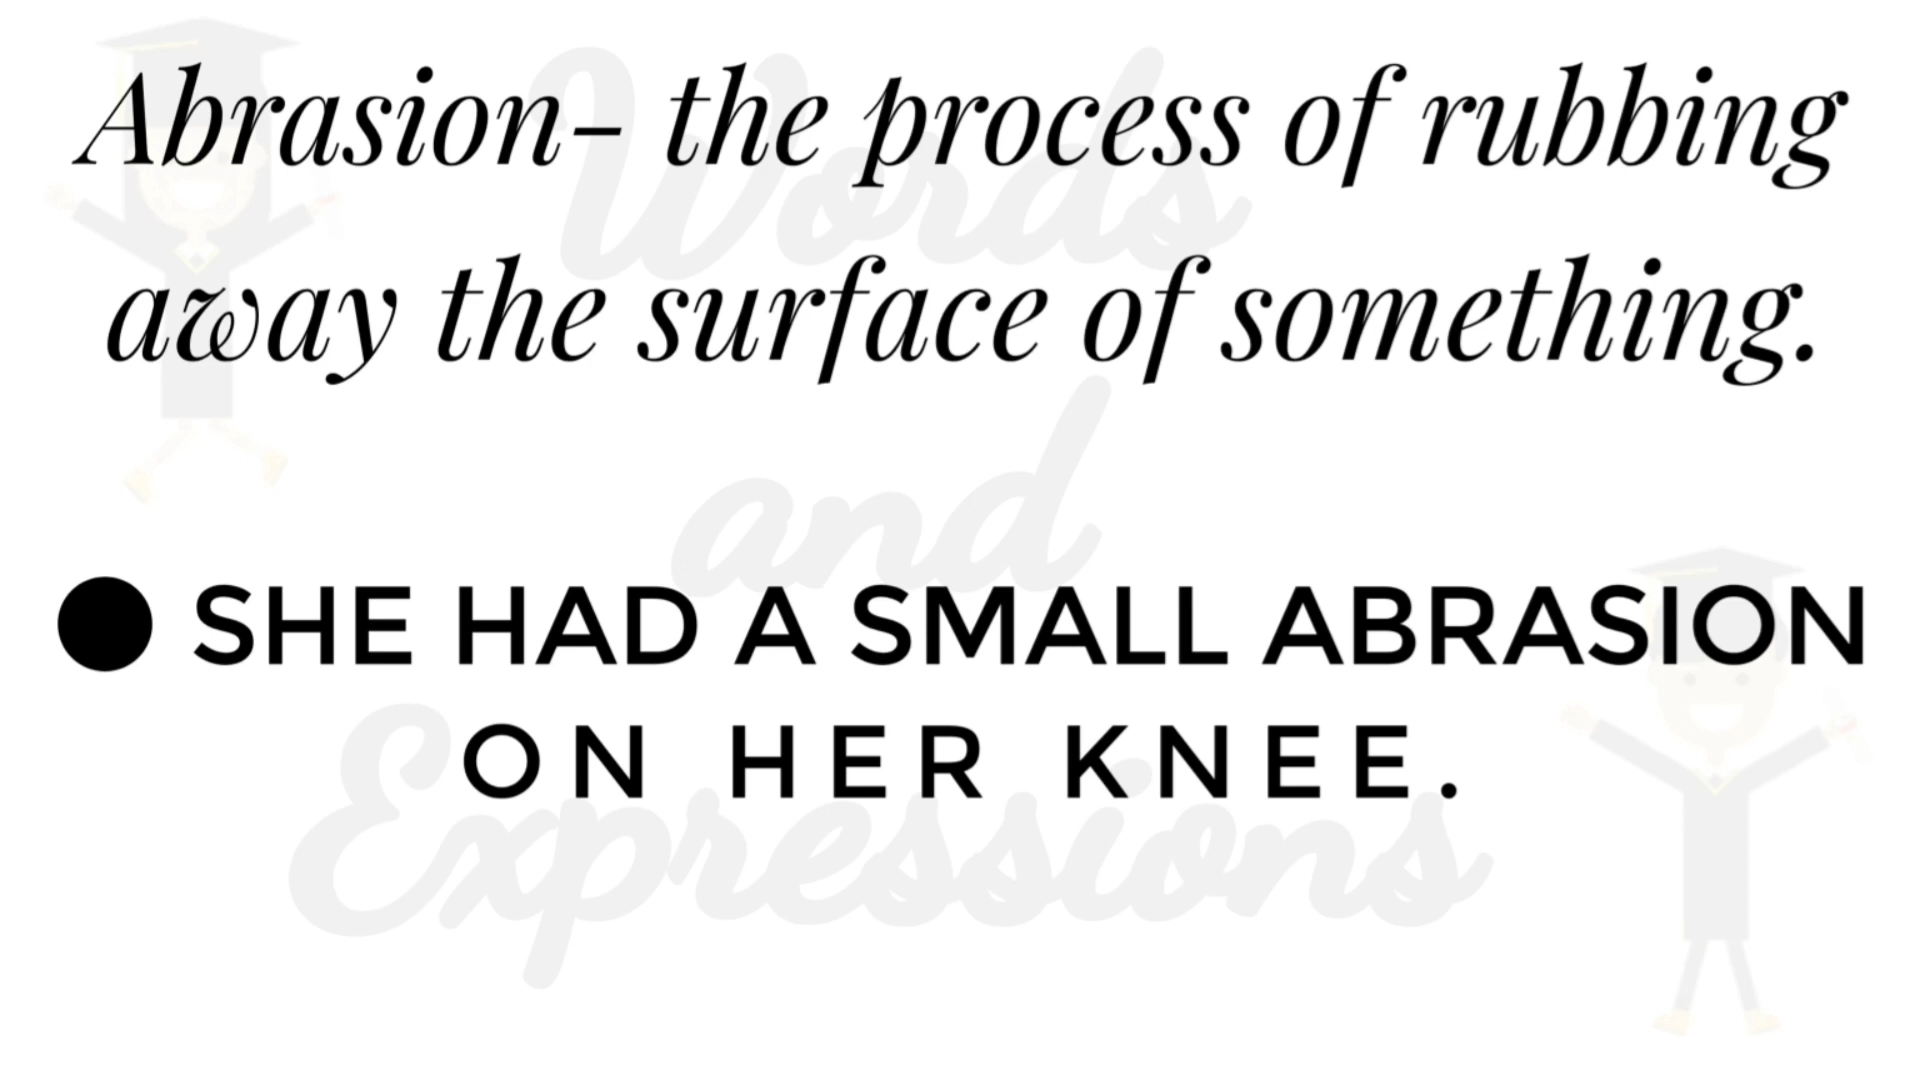 Abrasion- the process of rubbing
away the surface of something.
● SHE HAD A SMALL ABRASION
ON HER KNEE.
Words
and
Expressions